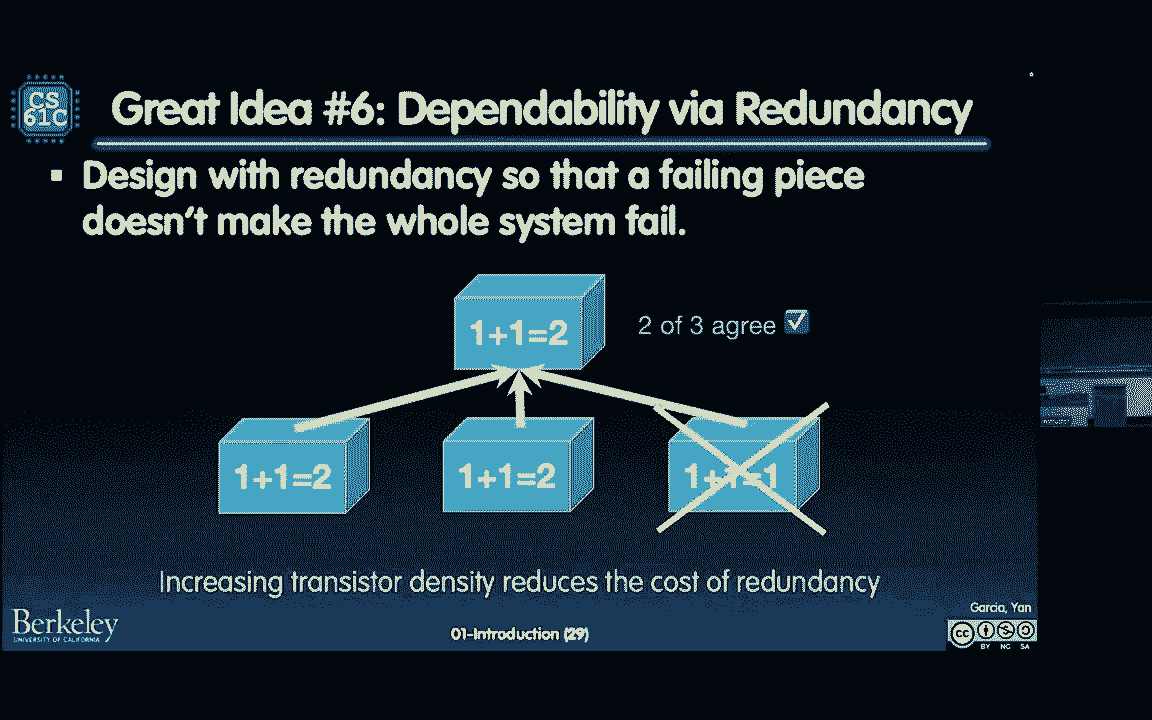 CS
61C
Great Idea #6: Dependability via Redundancy
▪ Design with redundancy so that a failing piece
doesn't make the whole system fail.
1+1=2
2 of 3 agree ☑
1+1=2
1+1=2
1+1=1
Increasing transistor density reduces the cost of redundancy
Garcia, Yan
Berkeley
UNIVERSITY OF CALIFORNIA
01-Introduction (29)
cc
BY NC SA